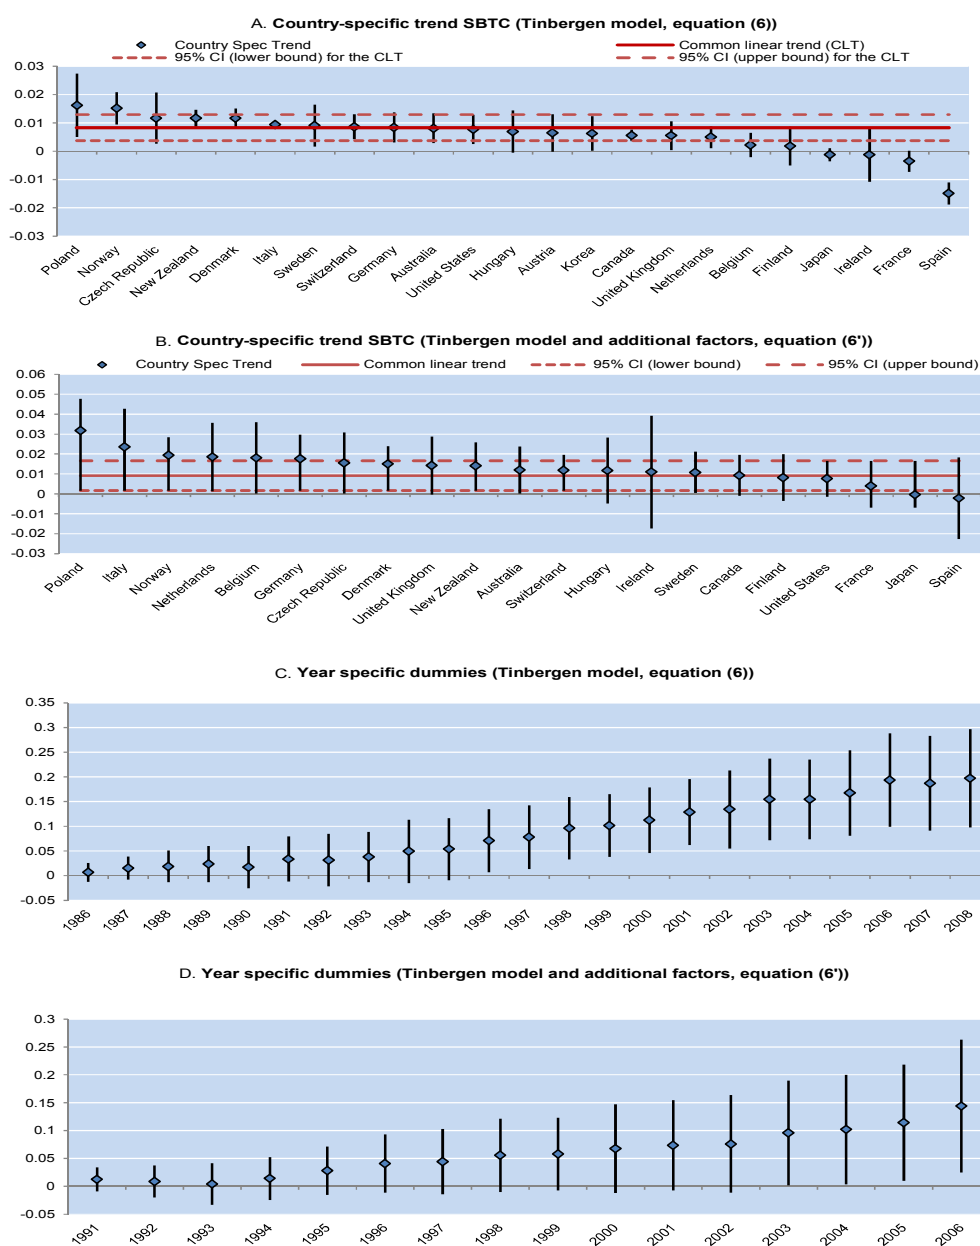 A. Country-specific trend SBTC (Tinbergen model, equation (6))
Country Spec Trend
Common linear trend (CLT)
95% CI (lower bound) for the CLT
95% CI (upper bound) for the CLT
0.03
0.02
0.01
0
-0.01
-0.02
-0.03
Poland
Norway
Czech Republic
New Zealand
Denmark
Italy
Sweden
Switzerland
Germany
Australia
United States
Hungary
Austria
Korea
Canada
United Kingdom
Netherlands
Belgium
Finland
Japan
Ireland
France
Spain
B. Country-specific trend SBTC (Tinbergen model and additional factors, equation (6'))
Country Spec Trend
Common linear trend
95% CI (lower bound)
95% CI (upper bound)
0.06
0.05
0.04
0.03
0.02
0.01
0
-0.01
-0.02
-0.03
Poland
Italy
Norway
Netherlands
Belgium
Germany
Czech Republic
Denmark
United Kingdom
New Zealand
Australia
Switzerland
Hungary
Ireland
Sweden
Canada
Finland
United States
France
Japan
Spain
C. Year specific dummies (Tinbergen model, equation (6))
0.35
0.3
0.25
0.2
0.15
0.1
0.05
0
-0.05
1986
1987
1988
1989
1990
1991
1992
1993
1994
1995
1996
1997
1998
1999
2000
2001
2002
2003
2004
2005
2006
2007
2008
D. Year specific dummies (Tinbergen model and additional factors, equation (6'))
0.3
0.25
0.2
0.15
0.1
0.05
0
-0.05
1991
1992
1993
1994
1995
1996
1997
1998
1999
2000
2001
2002
2003
2004
2005
2006